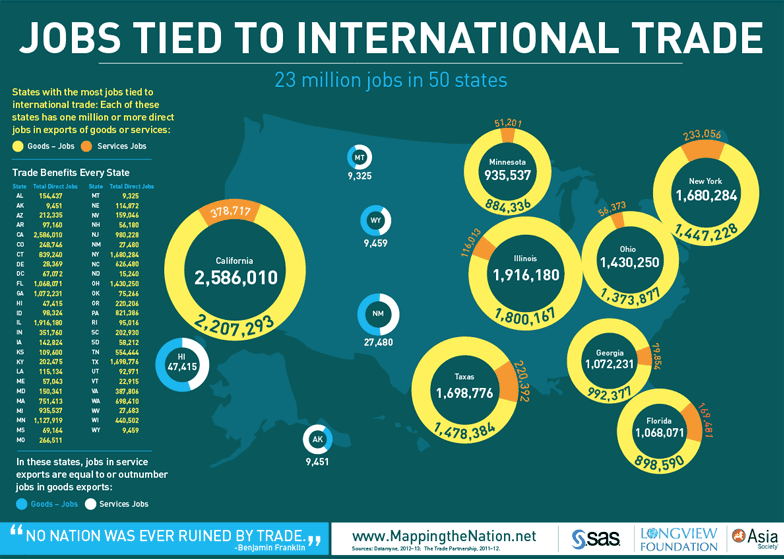 JOBS TIED TO INTERNATIONAL TRADE
23 million jobs in 50 states
States with the most jobs tied to
international trade: Each of these
states has one million or more direct
jobs in exports of goods or services:
Goods – Jobs Services Jobs
Trade Benefits Every State
State Total Direct Jobs State Total Direct Jobs
AL 154,437 MT 9,325
AK 9,451 NE 114,872
AZ 212,335 NV 159,046
AR 97,160 NH 56,180
CA 2,586,010 NJ 980,228
CO 248,746 NM 27,480
CT 839,240 NY 1,680,284
DE 28,369 NC 626,480
DC 67,072 ND 15,240
FL 1,068,071 OH 1,430,250
GA 1,072,231 OK 75,264
HI 47,415 OR 220,206
ID 98,324 PA 821,386
IL 1,916,180 RI 95,016
IN 351,760 SC 202,930
IA 142,824 SD 58,212
KS 109,600 TN 554,444
KY 202,475 TX 1,698,776
LA 115,134 UT 92,971
ME 57,043 VT 22,915
MD 150,341 VA 387,806
MA 751,413 WA 698,410
MI 935,537 WV 27,683
MN 1,127,919 WI 440,502
MS 69,164 WY 9,459
MO 266,511
In these states, jobs in service
exports are equal to or outnumber
jobs in goods exports:
Goods – Jobs Services Jobs
MT
9,325
WY
9,459
NM
27,480
HI
47,415
AK
9,451
378,717
California
2,586,010
2,207,293
51,201
Minnesota
935,537
884,336
116,013
Illinois
1,916,180
1,800,167
56,373
Ohio
1,430,250
1,373,877
233,056
New York
1,680,284
1,447,228
Texas
1,698,776
220,392
1,478,384
Georgia
1,072,231
79,854
992,377
Florida
1,068,071
169,481
898,590
“NO NATION WAS EVER RUINED BY TRADE.”
-Benjamin Franklin
www.MappingtheNation.net
Sources: Datamyne, 2012-13; The Trade Partnership, 2011-12.
sas
LONGVIEW
FOUNDATION
Asia
Society